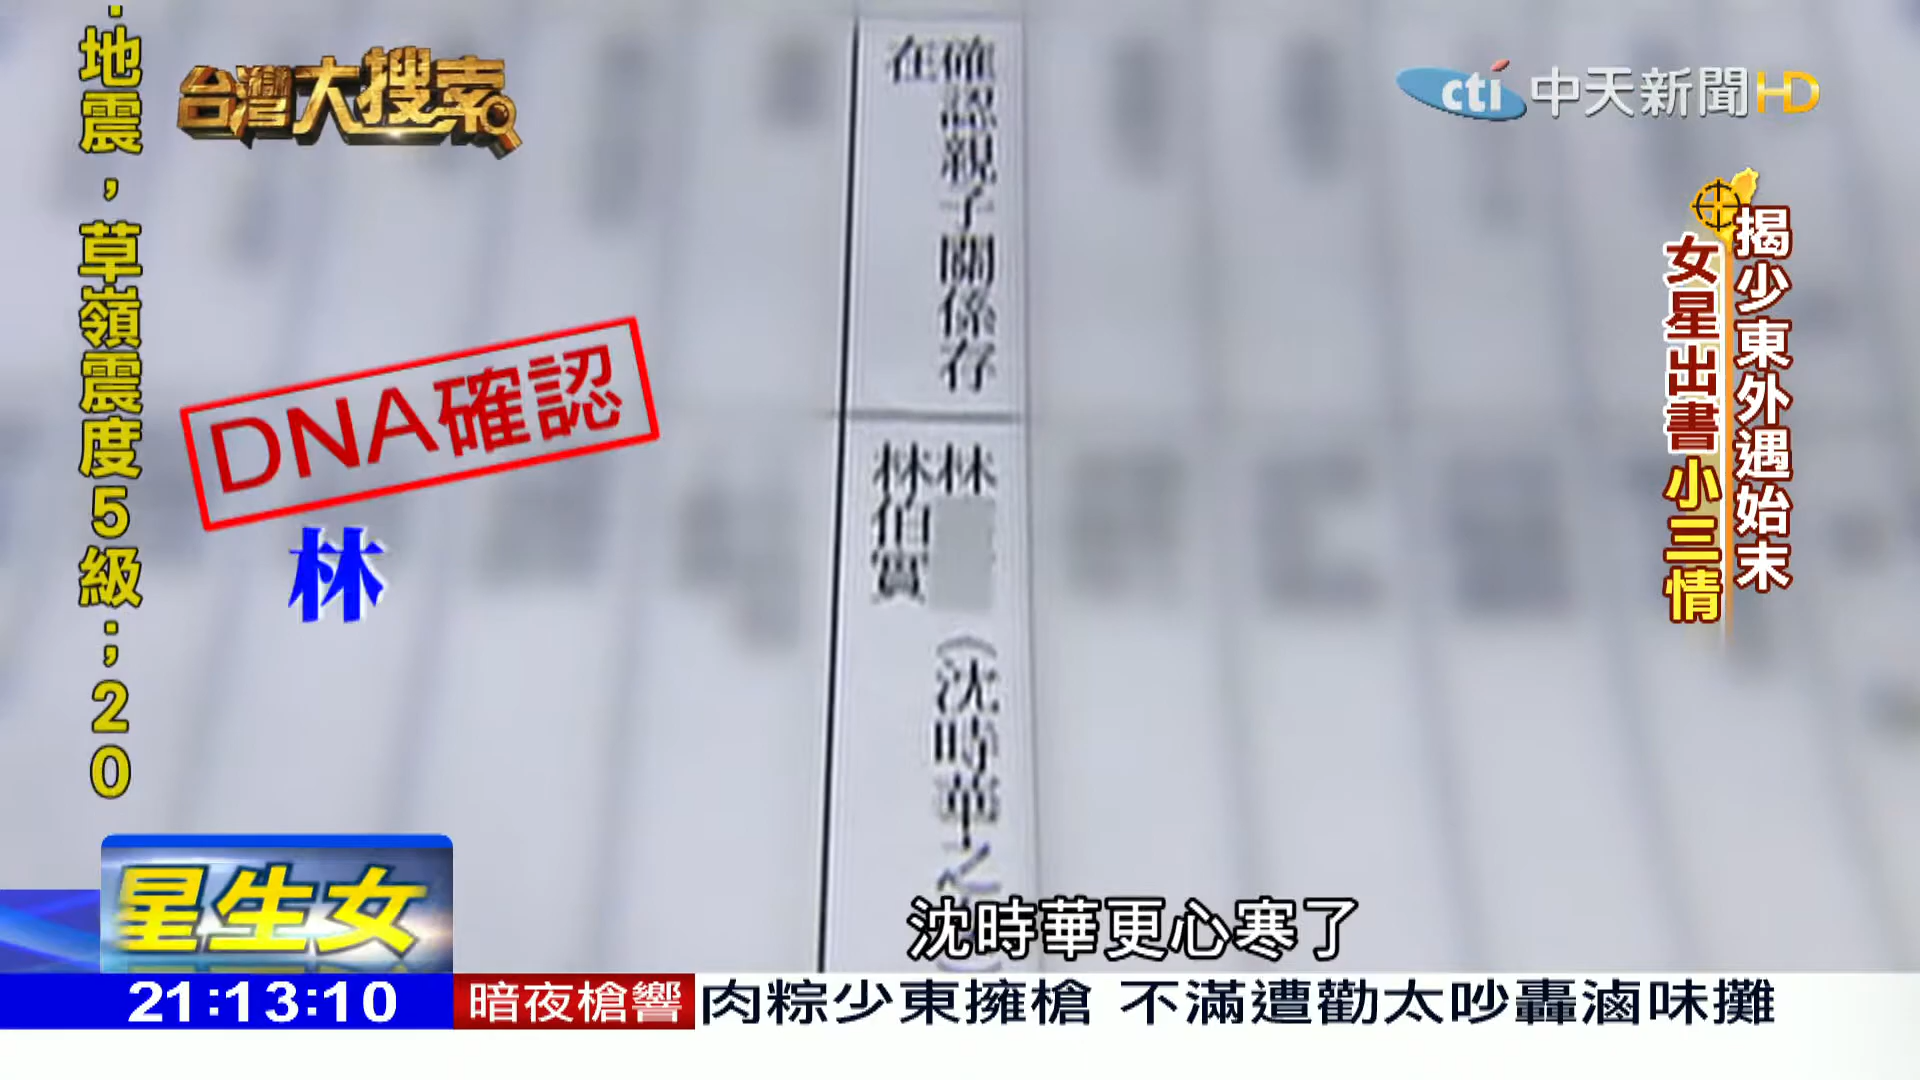 地震，草嶺震度5級；20
台灣大搜索
cti 中天新聞HD
揭少東外遇始末
女星出書小三情
確認親子關係存
在
林
林伯實
（沈時華之
DNA確認
林
星生女
沈時華更心寒了
21:13:10
暗夜槍響
肉粽少東擁槍 不滿遭勸太吵轟滷味攤